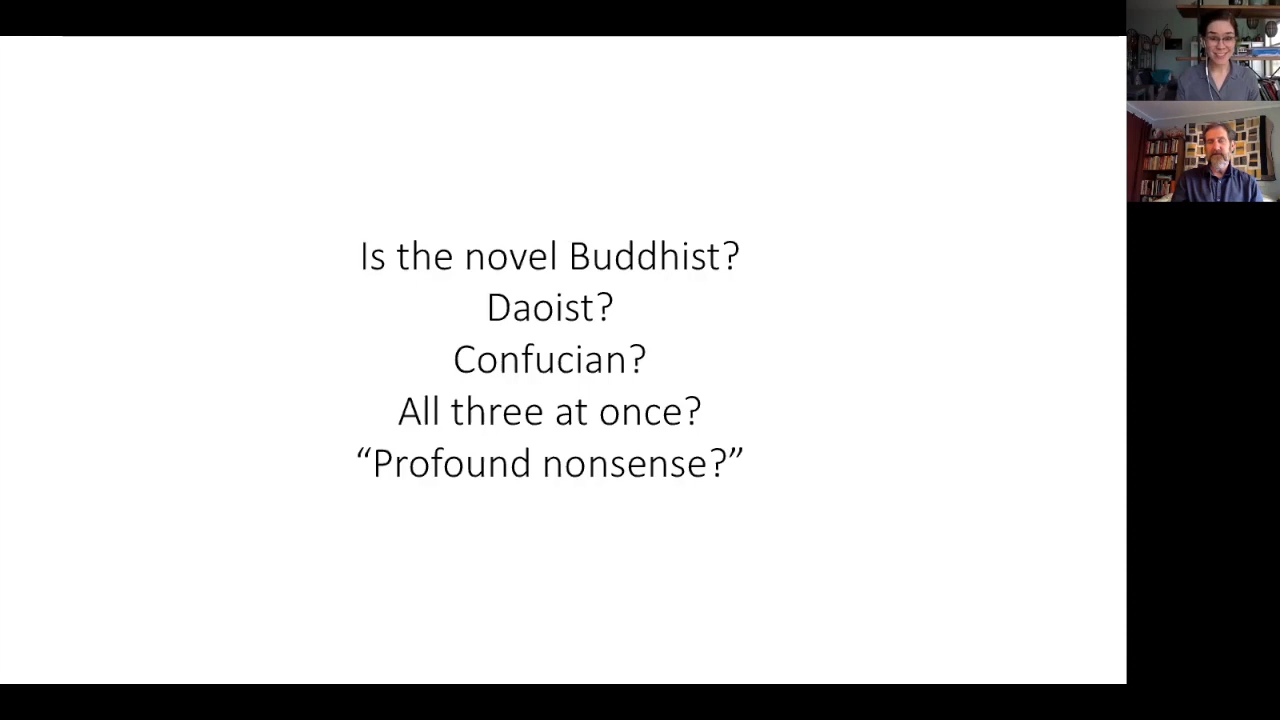 Is the novel Buddhist?
Daoist?
Confucian?
All three at once?
“Profound nonsense?”